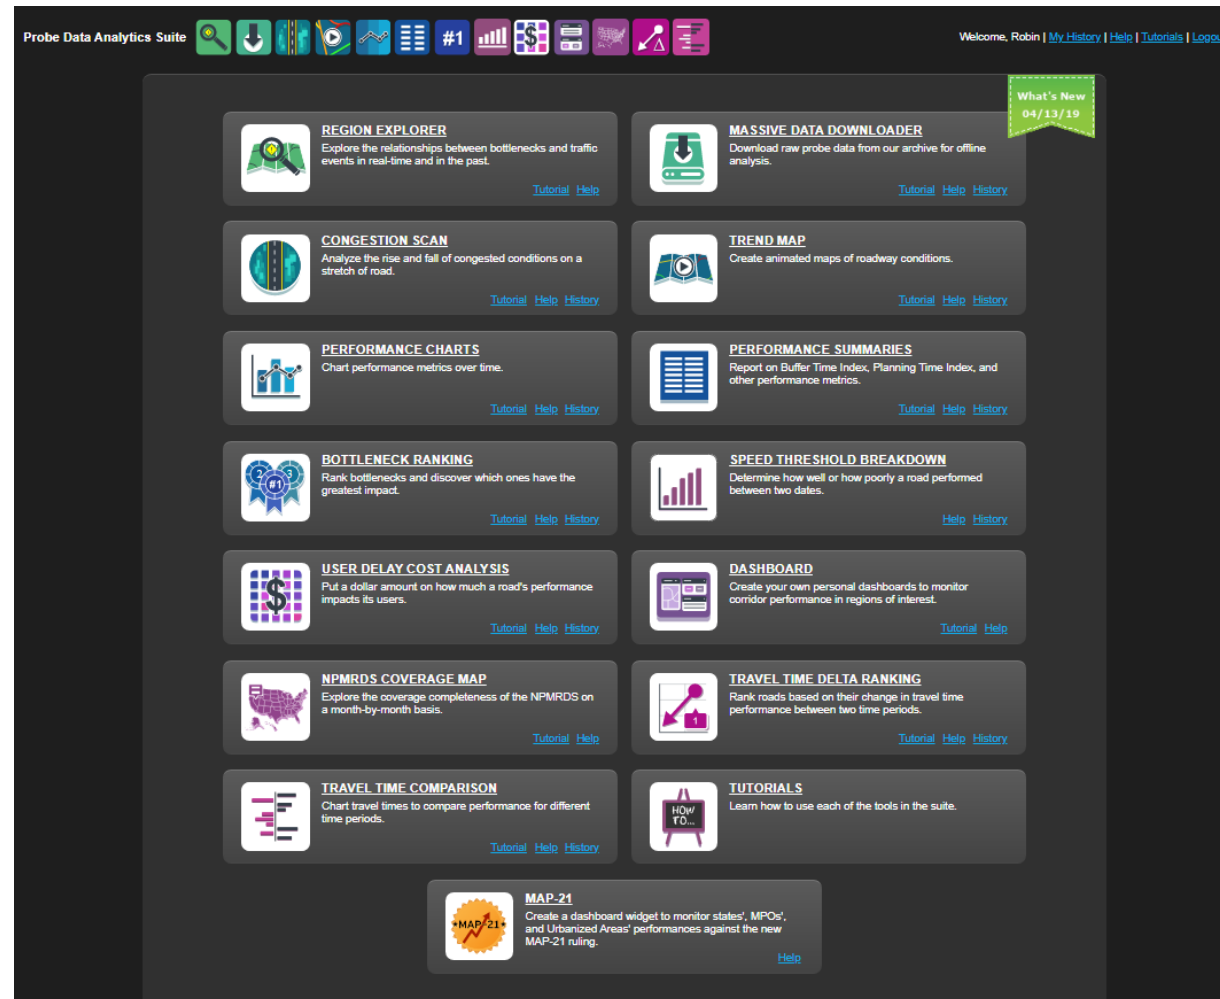 Probe Data Analytics Suite
#1
$
Welcome, Robin | My History | Help | Tutorials | Logou
What's New
04/13/19
REGION EXPLORER
Explore the relationships between bottlenecks and traffic
events in real-time and in the past.
Tutorial Help
MASSIVE DATA DOWNLOADER
Download raw probe data from our archive for offline
analysis.
Tutorial Help History
CONGESTION SCAN
Analyze the rise and fall of congested conditions on a
stretch of road.
Tutorial Help History
TREND MAP
Create animated maps of roadway conditions.
Tutorial Help History
PERFORMANCE CHARTS
Chart performance metrics over time.
Tutorial Help History
PERFORMANCE SUMMARIES
Report on Buffer Time Index, Planning Time Index, and
other performance metrics.
Tutorial Help History
2 #1 3
BOTTLENECK RANKING
Rank bottlenecks and discover which ones have the
greatest impact.
Tutorial Help History
SPEED THRESHOLD BREAKDOWN
Determine how well or how poorly a road performed
between two dates.
Help History
$
USER DELAY COST ANALYSIS
Put a dollar amount on how much a road's performance
impacts its users.
Tutorial Help History
DASHBOARD
Create your own personal dashboards to monitor
corridor performance in regions of interest.
Tutorial Help
NPMRDS COVERAGE MAP
Explore the coverage completeness of the NPMRDS on
a month-by-month basis.
Tutorial Help
1
TRAVEL TIME DELTA RANKING
Rank roads based on their change in travel time
performance between two time periods.
Tutorial Help History
TRAVEL TIME COMPARISON
Chart travel times to compare performance for different
time periods.
Tutorial Help History
HOW
TO...
TUTORIALS
Learn how to use each of the tools in the suite.
MAP-21
MAP-21
Create a dashboard widget to monitor states', MPOs',
and Urbanized Areas' performances against the new
MAP-21 ruling.
Help